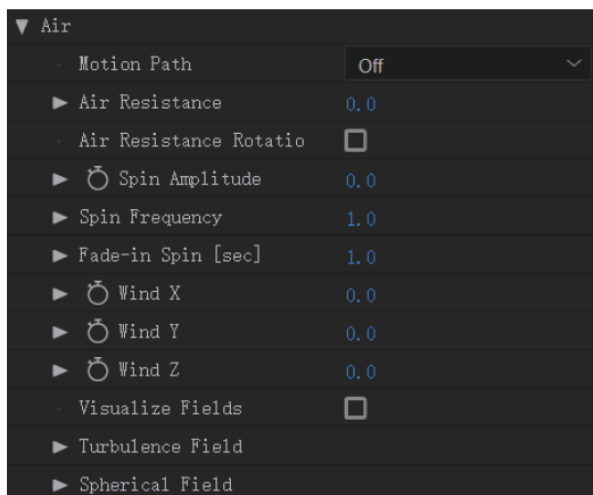 Air
Motion Path Off
Air Resistance 0.0
Air Resistance Rotatio
Spin Amplitude 0.0
Spin Frequency 1.0
Fade-in Spin [sec] 1.0
Wind X 0.0
Wind Y 0.0
Wind Z 0.0
Visualize Fields
Turbulence Field
Spherical Field